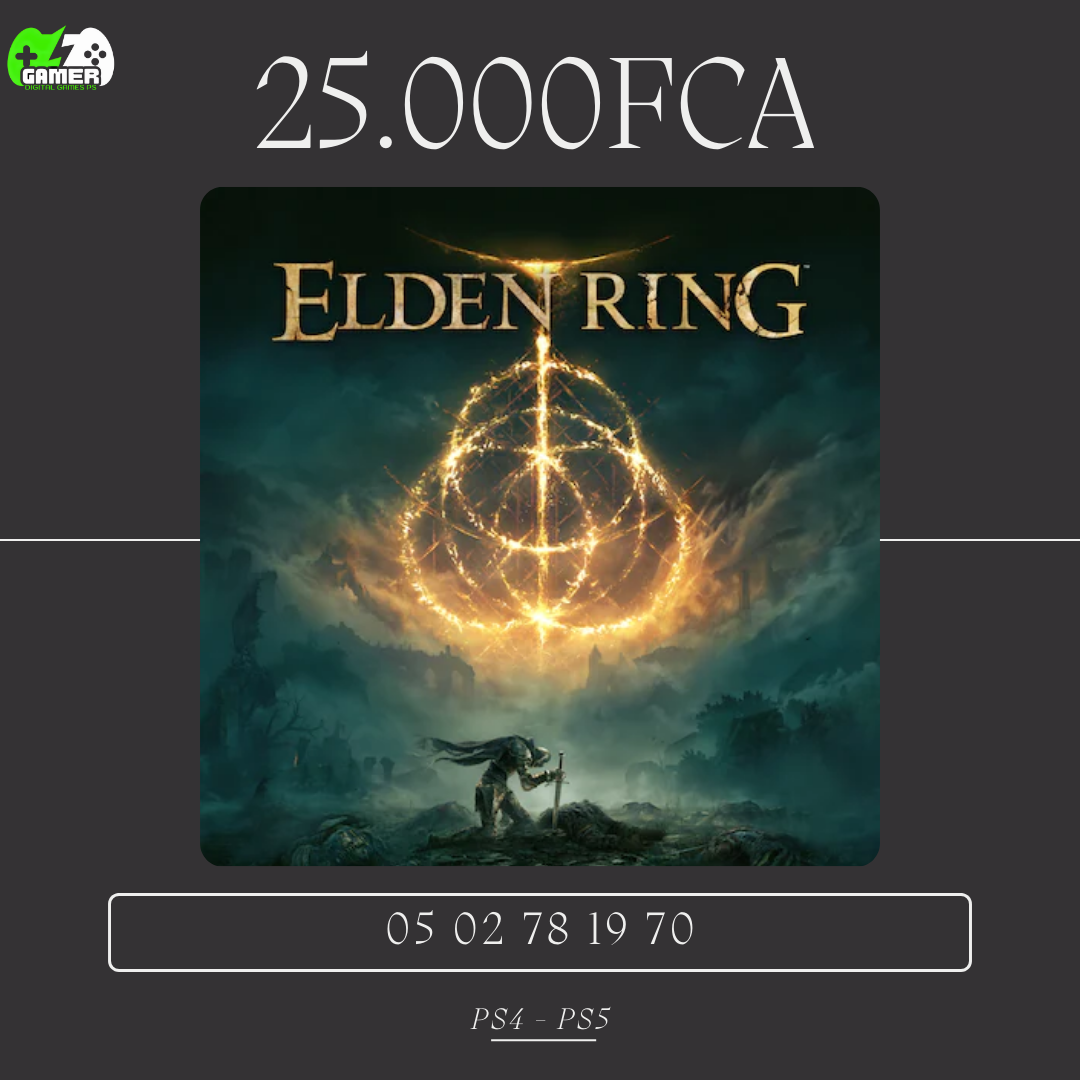 GAMER
DIGITAL GAMES PS
25.000FCA
ELDEN RING
05 02 78 19 70
PS4 - PS5